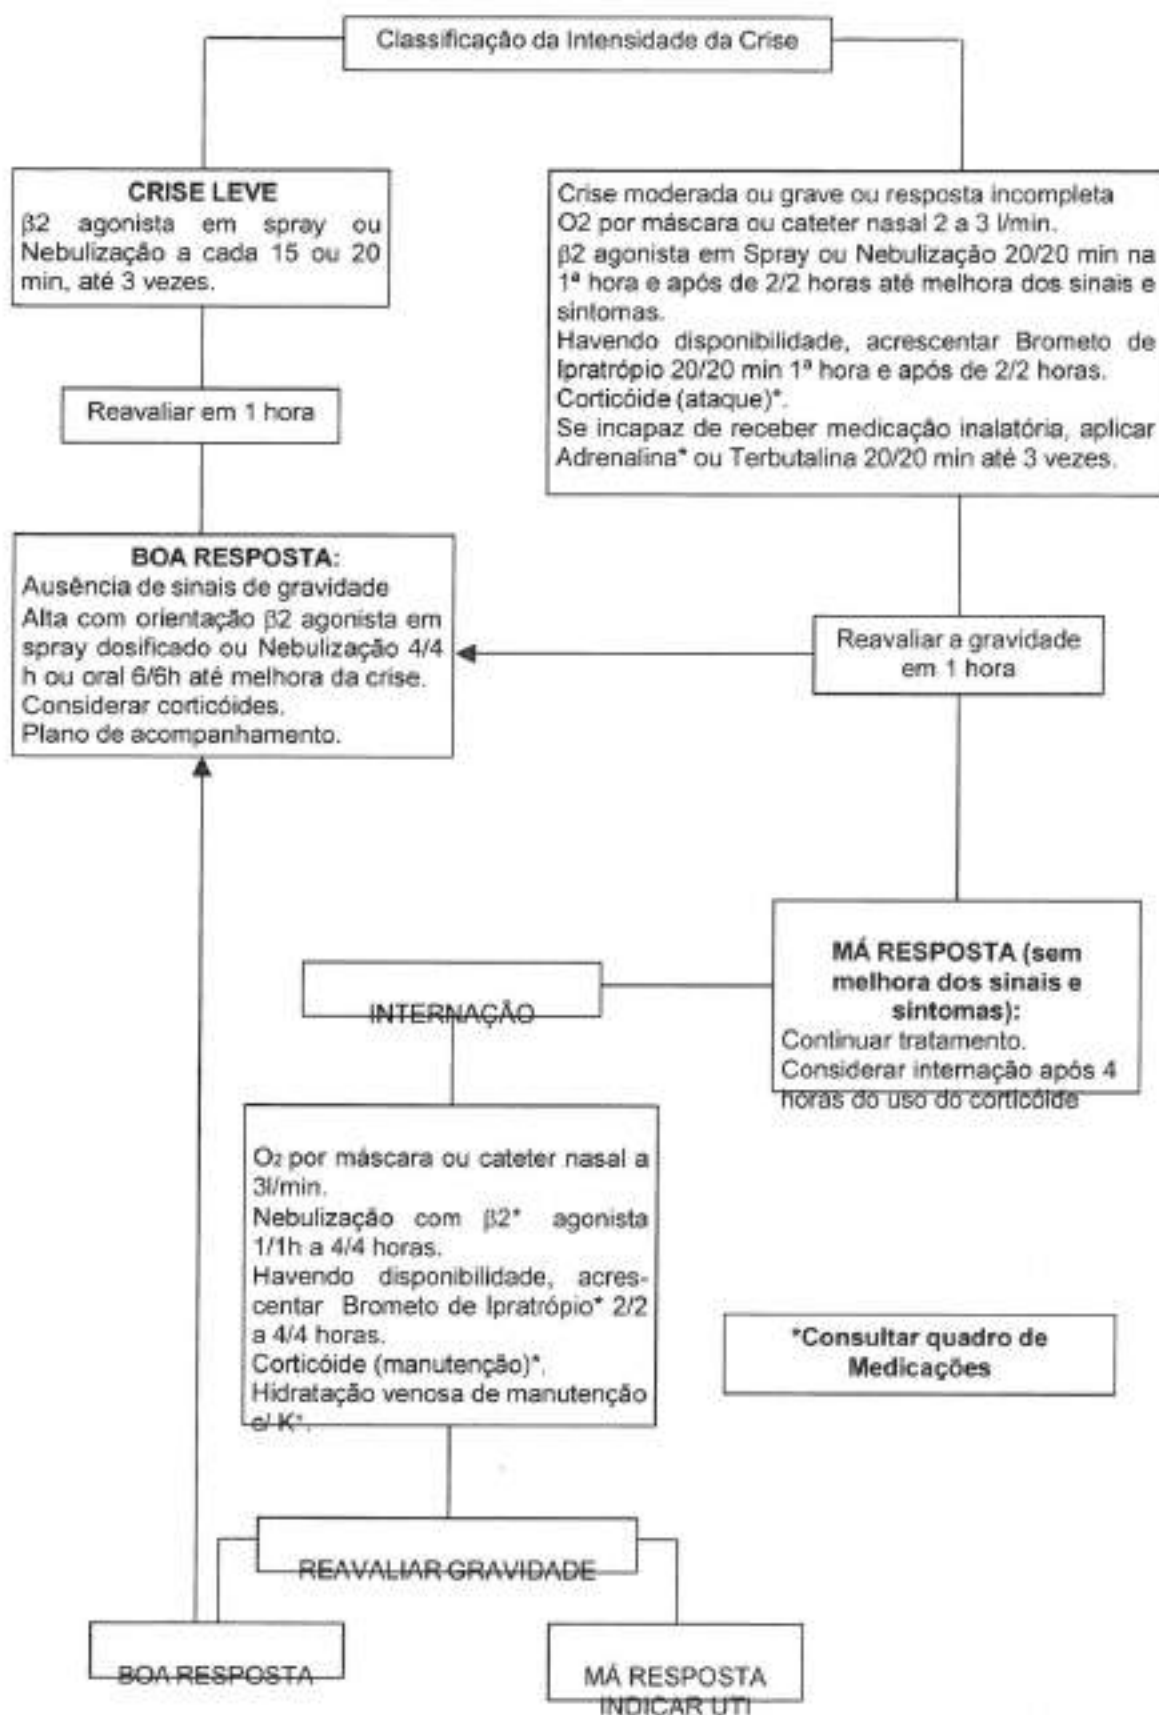 Classificação da Intensidade da Crise
CRISE LEVE
β2 agonista em spray ou
Nebulização a cada 15 ou 20
min, até 3 vezes.
Crise moderada ou grave ou resposta incompleta
O2 por máscara ou cateter nasal 2 a 3 l/min.
β2 agonista em Spray ou Nebulização 20/20 min na
1ª hora e após de 2/2 horas até melhora dos sinais e
sintomas.
Havendo disponibilidade, acrescentar Brometo de
Ipratrópio 20/20 min 1ª hora e após de 2/2 horas.
Corticóide (ataque)*.
Se incapaz de receber medicação inalatória, aplicar
Adrenalina* ou Terbutalina 20/20 min até 3 vezes.
Reavaliar em 1 hora
BOA RESPOSTA:
Ausência de sinais de gravidade
Alta com orientação β2 agonista em
spray dosificado ou Nebulização 4/4
h ou oral 6/6h até melhora da crise.
Considerar corticóides.
Plano de acompanhamento.
Reavaliar a gravidade
em 1 hora
MÁ RESPOSTA (sem
melhora dos sinais e
sintomas):
Continuar tratamento.
Considerar internação após 4
horas do uso do corticóide
INTERNAÇÃO
O2 por máscara ou cateter nasal a
3l/min.
Nebulização com β2* agonista
1/1h a 4/4 horas.
Havendo disponibilidade, acres-
centar Brometo de Ipratrópio* 2/2
a 4/4 horas.
Corticóide (manutenção)*.
Hidratação venosa de manutenção
c/ K*.
*Consultar quadro de
Medicações
REAVALIAR GRAVIDADE
BOA RESPOSTA
MÁ RESPOSTA
INDICAR UTI